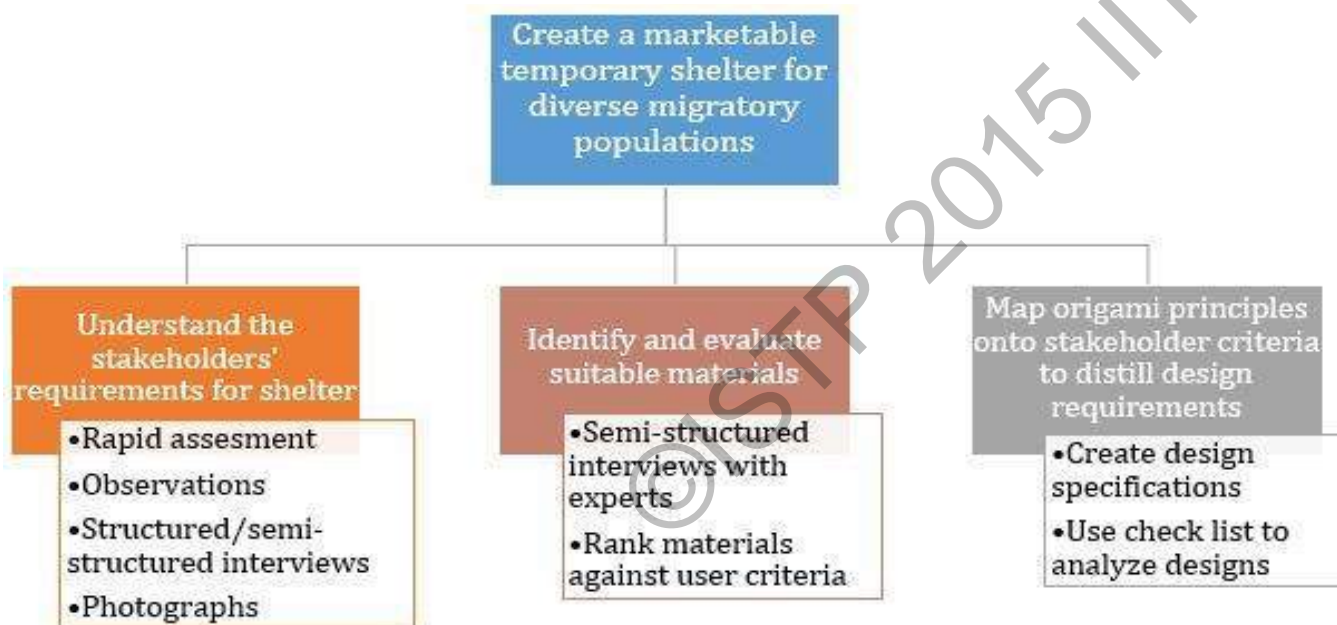 Create a marketable
temporary shelter for
diverse migratory
populations
Understand the
stakeholders'
requirements for shelter
•Rapid assesment
•Observations
•Structured/semi-
structured interviews
•Photographs
Identify and evaluate
suitable materials
•Semi-structured
interviews with
experts
•Rank materials
against user criteria
Map origami principles
onto stakeholder criteria
to distill design
requirements
•Create design
specifications
•Use check list to
analyze designs
©ISTP 2015